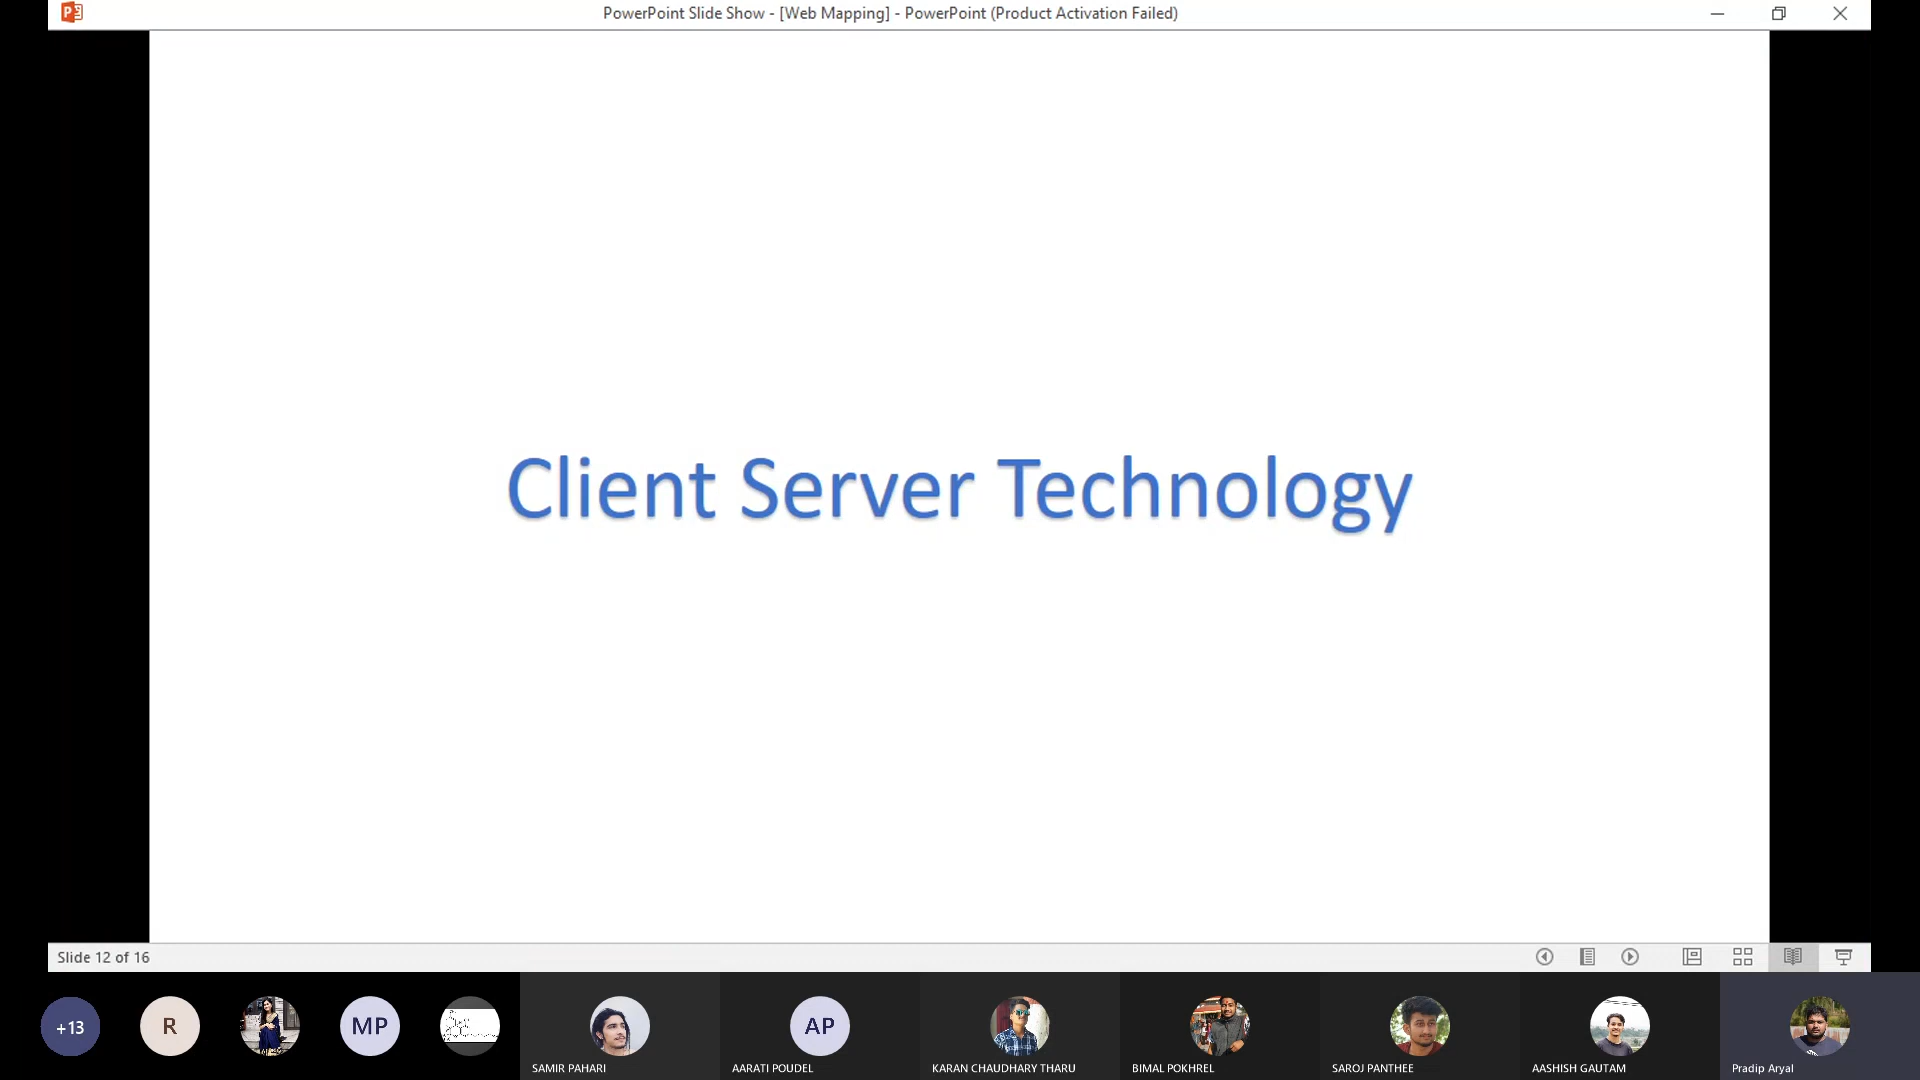 PowerPoint Slide Show - [Web Mapping] - PowerPoint (Product Activation Failed)
Client Server Technology
Slide 12 of 16
+13
R
MP
AP
SAMIR PAHARI
AARATI POUDEL
KARAN CHAUDHARY THARU
BIMAL POKHREL
SAROJ PANTHEE
AASHISH GAUTAM
Pradip Aryal